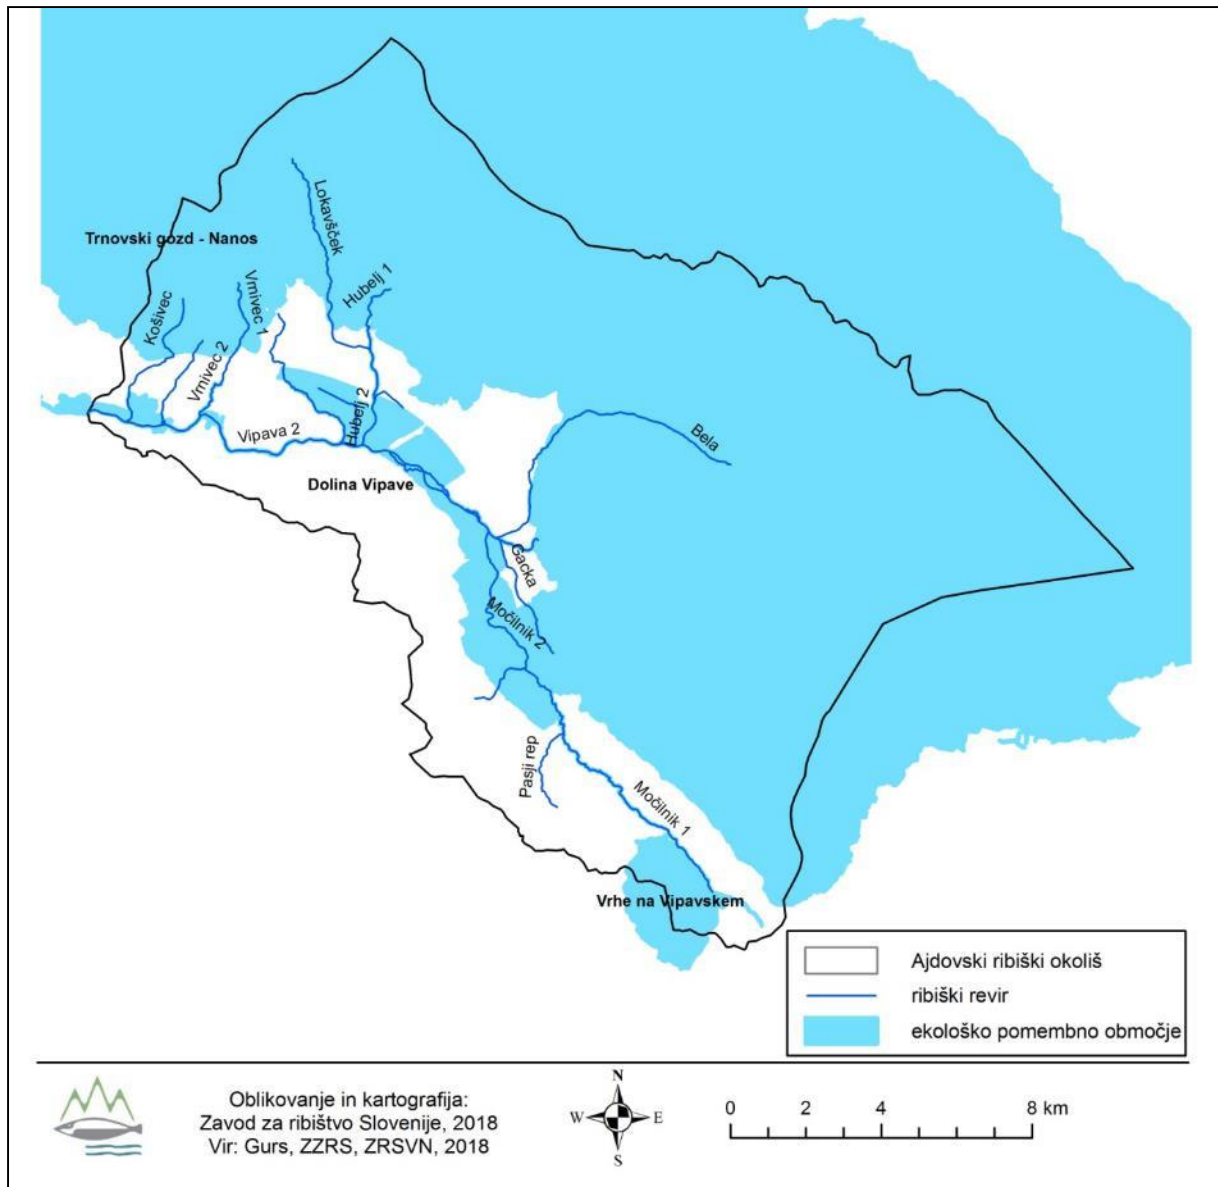 Lokavšček
Trnovski gozd - Nanos
Hubelj 1
Vrnivec 1
Košivec
Vrnivec 2
Hubelj 2
Vipava 2
Bela
Dolina Vipave
Gacka
Močilnik 2
Pasji rep
Močilnik 1
Vrhe na Vipavskem
Ajdovski ribiški okoliš
ribiški revir
ekološko pomembno območje
Oblikovanje in kartografija:
Zavod za ribištvo Slovenije, 2018
Vir: Gurs, ZZRS, ZRSVN, 2018
N
W E
S
0 2 4 8 km